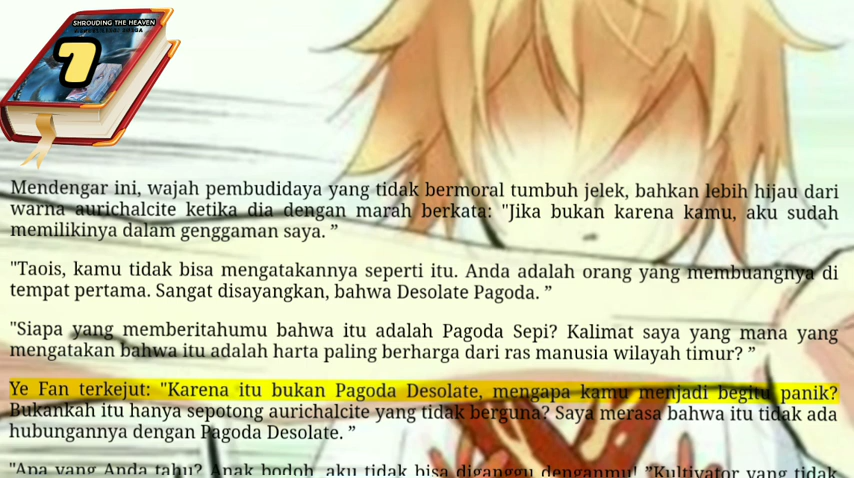 SHROUDING THE HEAVEN
7
Mendengar ini, wajah pembudidaya yang tidak bermoral tumbuh jelek, bahkan lebih hijau dari
warna aurichalcite ketika dia dengan marah berkata: "Jika bukan karena kamu, aku sudah
memilikinya dalam genggaman saya. ”
"Taois, kamu tidak bisa mengatakannya seperti itu. Anda adalah orang yang membuangnya di
tempat pertama. Sangat disayangkan, bahwa Desolate Pagoda. ”
"Siapa yang memberitahumu bahwa itu adalah Pagoda Sepi? Kalimat saya yang mana yang
mengatakan bahwa itu adalah harta paling berharga dari ras manusia wilayah timur? ”
Ye Fan terkejut: "Karena itu bukan Pagoda Desolate, mengapa kamu menjadi begitu panik?
Bukankah itu hanya sepotong aurichalcite yang tidak berguna? Saya merasa bahwa itu tidak ada
hubungannya dengan Pagoda Desolate. ”
"Apa yang Anda tahu? Anak bodoh, aku tidak bisa diganggu denganmu! ”Kultivator yang tidak